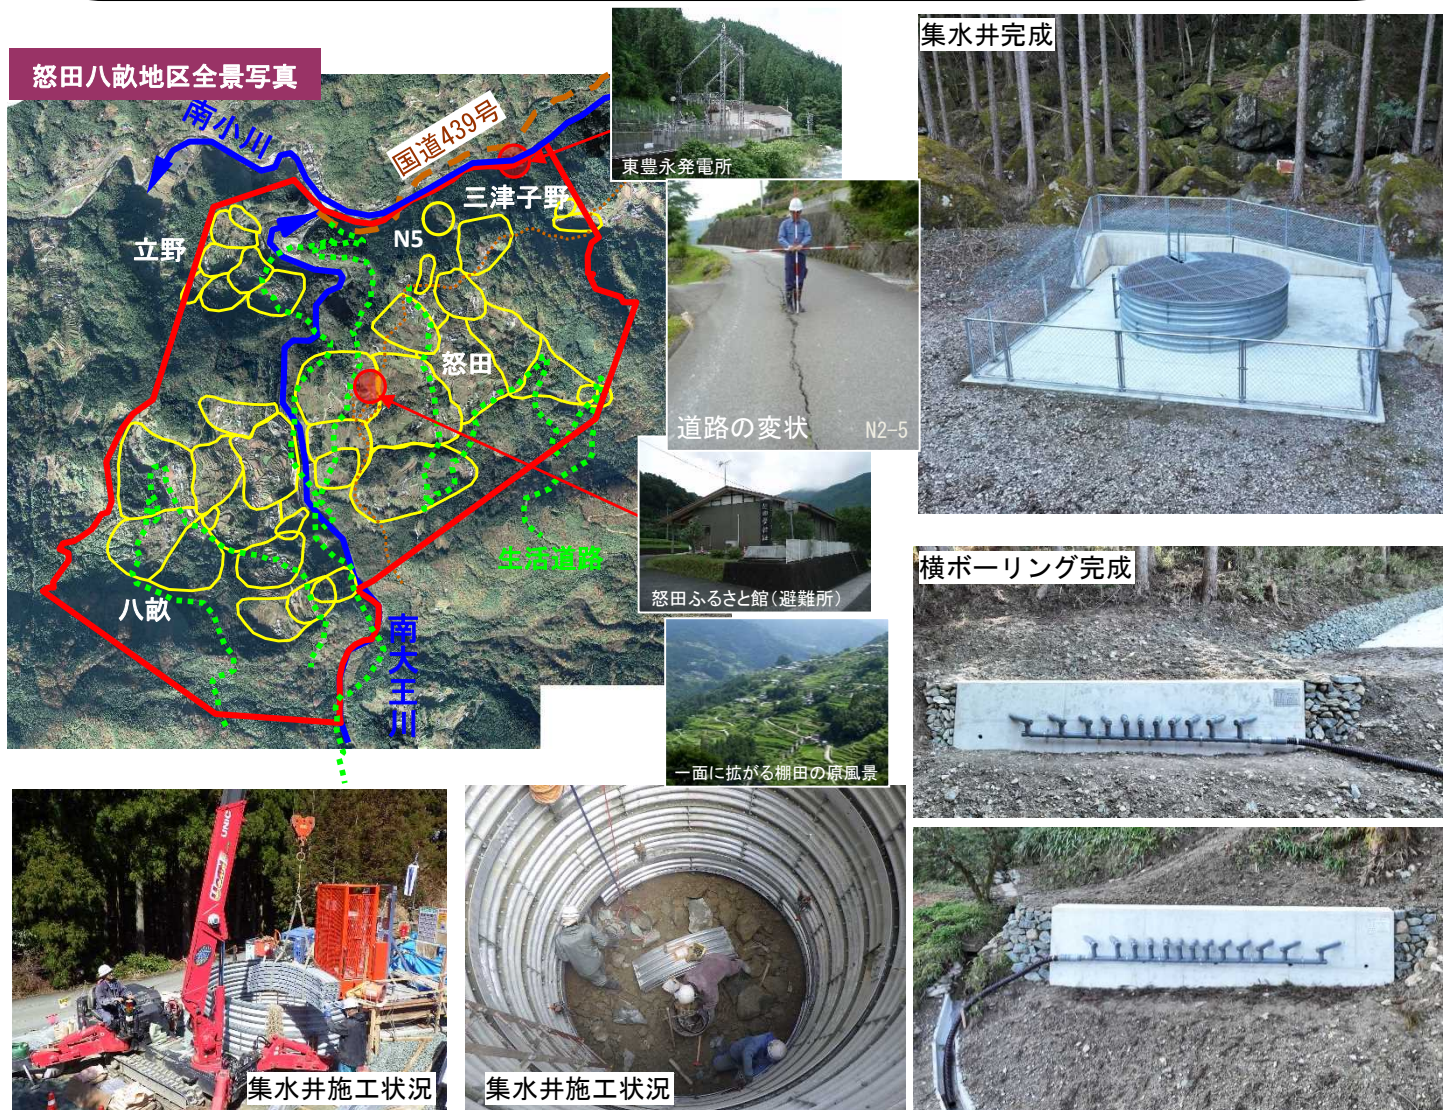 怒田八畝地区全景写真
南小川
国道439号
三津子野
立野
N5
怒田
生活道路
八畝
南大王川
東豊永発電所
道路の変状
N2-5
怒田ふるさと館(避難所)
一面に拡がる棚田の原風景
集水井完成
横ボーリング完成
UNIC
集水井施工状況
集水井施工状況